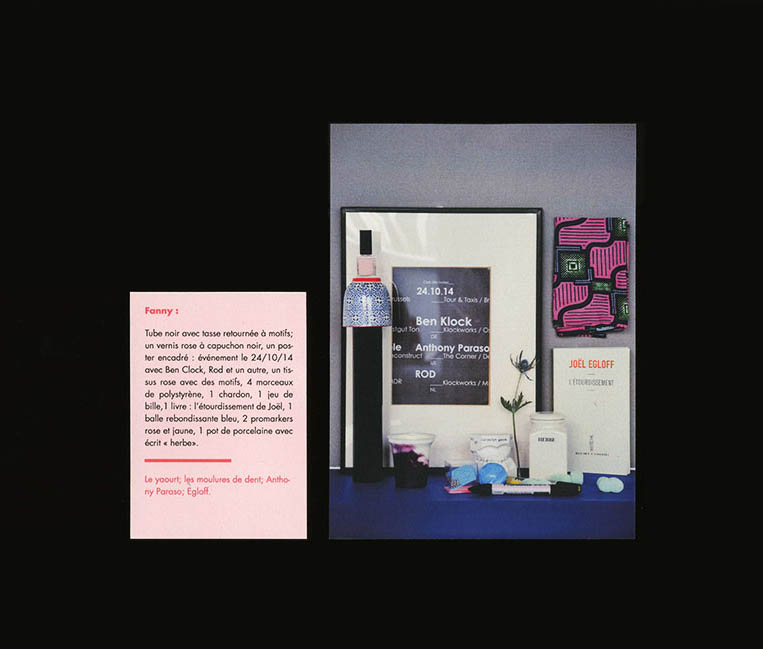 Fanny :
Tube noir avec tasse retournée à motifs;
un vernis rose à capuchon noir, un pos-
ter encadré : événement le 24/10/14
avec Ben Clock, Rod et un autre, un tis-
sus rose avec des motifs, 4 morceaux
de polystyrène, 1 chardon, 1 jeu de
bille,1 livre : l'étourdissement de Joël, 1
balle rebondissante bleu, 2 promarkers
rose et jaune, 1 pot de porcelaine avec
écrit « herbe».
Le yaourt; les moulures de dent; Antho-
ny Paraso; Egloff.
24.10.14
Tour & Taxis / Br
Ben Klock
Klockworks / Os
Anthony Paraso
The Corner / De
ROD
Klockworks / M
NL
HERBE
JOËL EGLOFF
L'ÉTOURDISSEMENT